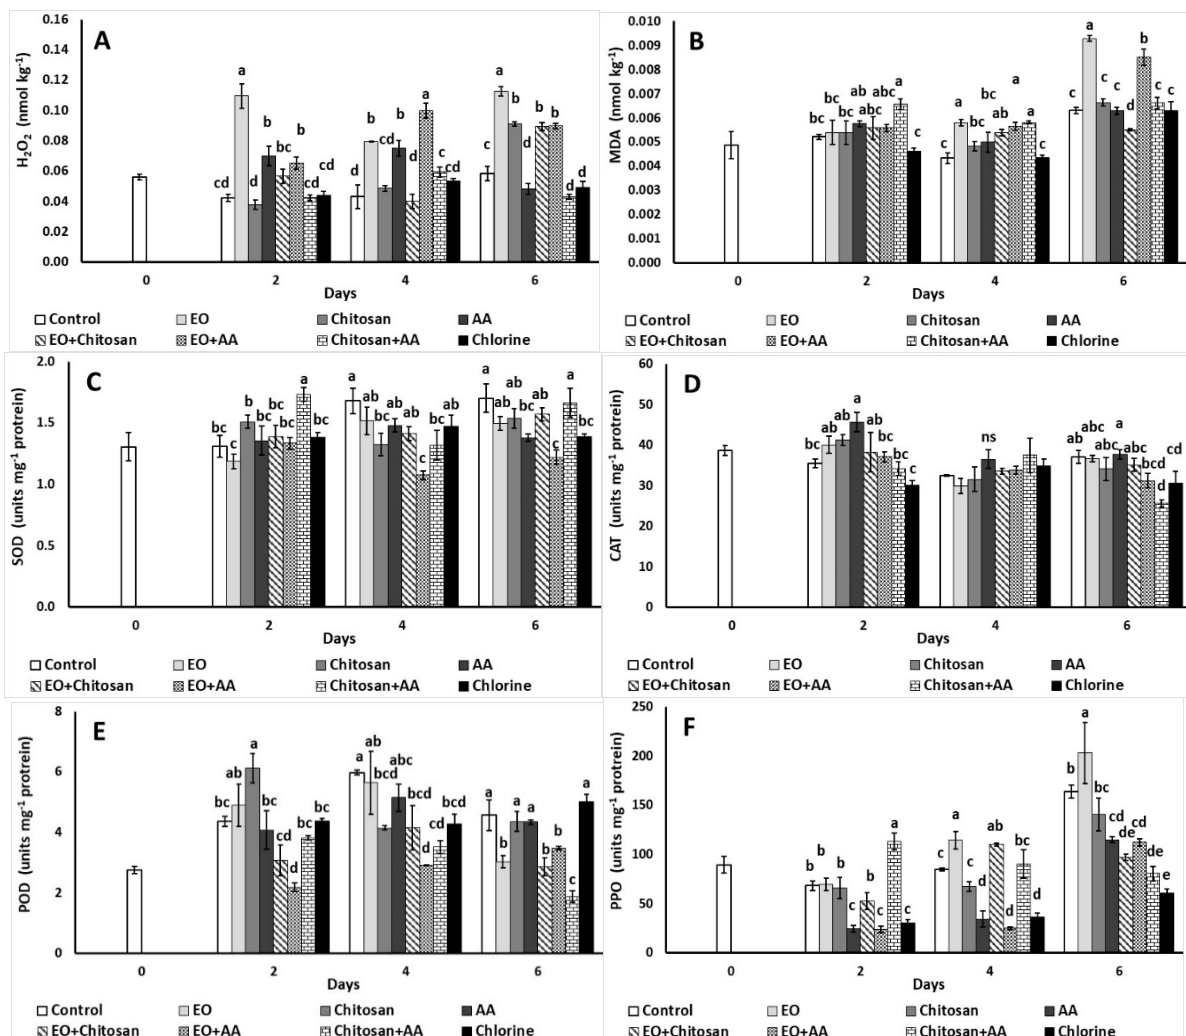 A
H₂O₂ (nmol kg⁻¹)
0.16
0.14
0.12
0.10
0.08
0.06
0.04
0.02
0.00
cd a d b bc b cd cd
d b cd b d a c cd
c a b d b b d d
0 2 4 6
Days
Control EO Chitosan AA
EO+Chitosan EO+AA Chitosan+AA Chlorine
B
MDA (nmol kg⁻¹)
0.010
0.009
0.008
0.007
0.006
0.005
0.004
0.003
0.002
0.001
0.000
bc bc bc ab abc abc a c
c a bc bc ab a a c
c a c c d b c c
0 2 4 6
Days
Control EO Chitosan AA
EO+Chitosan EO+AA Chitosan+AA Chlorine
C
SOD (units mg⁻¹ protrein)
2.0
1.5
1.0
0.5
0.0
bc c b bc bc bc a bc
a ab bc ab ab c bc ab
a ab ab bc ab c a bc
0 2 4 6
Days
Control EO Chitosan AA
EO+Chitosan EO+AA Chitosan+AA Chlorine
D
CAT (units mg⁻¹ protrein)
60
50
40
30
20
10
0
bc ab ab a ab bc bc c
ns
ab abc abc a abc bcd d cd
0 2 4 6
Days
Control EO Chitosan AA
EO+Chitosan EO+AA Chitosan+AA Chlorine
E
POD (units mg⁻¹ protrein)
8
6
4
2
0
bc ab a bc cd d bc bc
a ab bcd abc bcd d cd bcd
a b a a b b c a
0 2 4 6
Days
Control EO Chitosan AA
EO+Chitosan EO+AA Chitosan+AA Chlorine
F
PPO (units mg⁻¹ protrein)
250
200
150
100
50
0
b b b c b c a c
c a c d ab d bc d
b a bc cd de cd de e
0 2 4 6
Days
Control EO Chitosan AA
EO+Chitosan EO+AA Chitosan+AA Chlorine